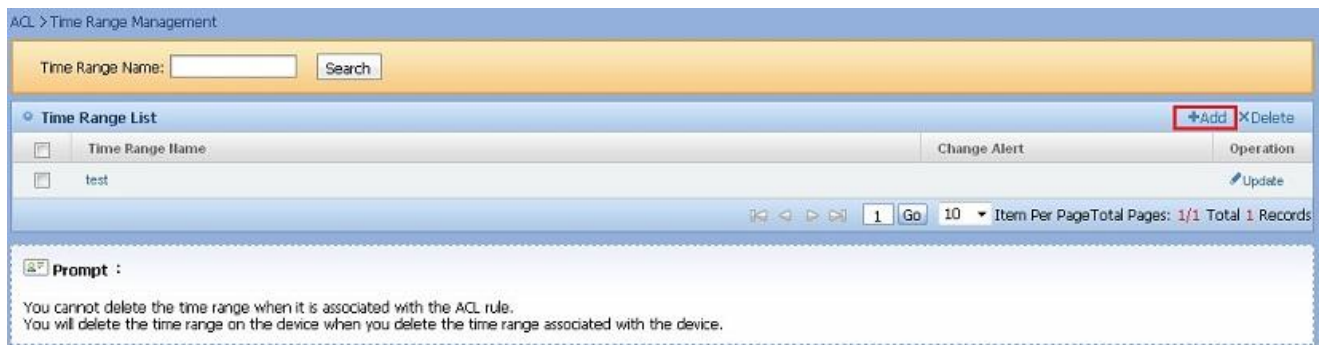 ACL > Time Range Management
Time Range Name: Search
Time Range List +Add ×Delete
Time Range Name Change Alert Operation
test Update
1 Go 10 Item Per PageTotal Pages: 1/1 Total 1 Records
Prompt :
You cannot delete the time range when it is associated with the ACL rule.
You will delete the time range on the device when you delete the time range associated with the device.